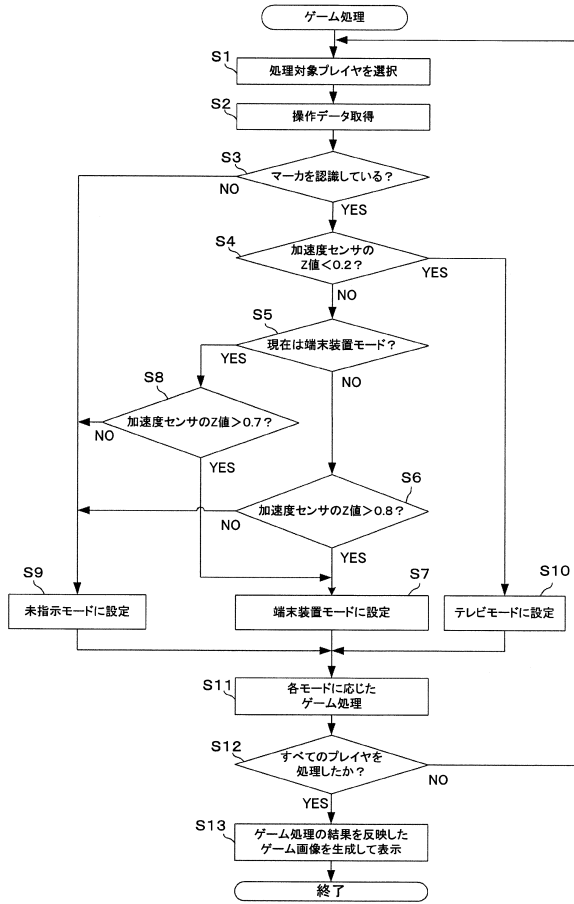 ゲーム処理
S1
処理対象プレイヤを選択
S2
操作データ取得
S3
マーカを認識している？
NO
YES
S4
加速度センサの
Z値＜0.2？
YES
NO
S5
現在は端末装置モード？
YES
NO
S8
加速度センサのZ値＞0.7？
NO
YES
S6
加速度センサのZ値＞0.8？
NO
YES
S9
未指示モードに設定
S7
端末装置モードに設定
S10
テレビモードに設定
S11
各モードに応じた
ゲーム処理
S12
すべてのプレイヤを
処理したか？
NO
YES
S13
ゲーム処理の結果を反映した
ゲーム画像を生成して表示
終了